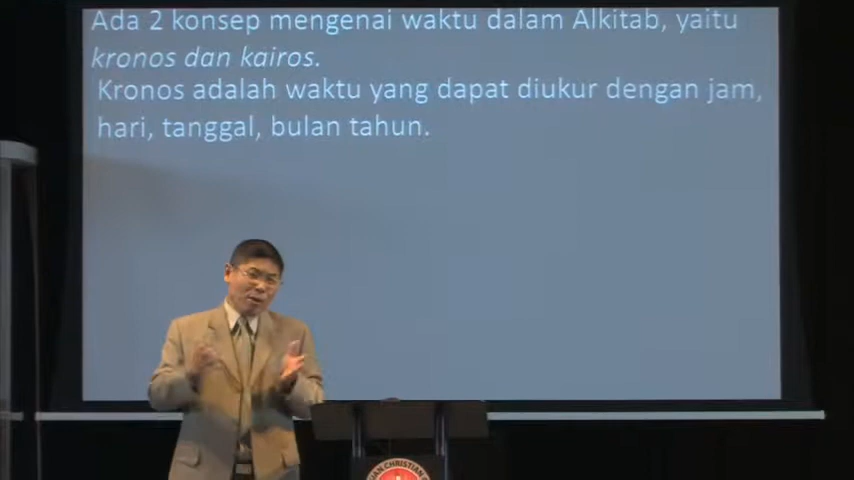 Ada 2 konsep mengenai waktu dalam Alkitab, yaitu
kronos dan kairos.
Kronos adalah waktu yang dapat diukur dengan jam,
hari, tanggal, bulan tahun.
CHRISTIAN